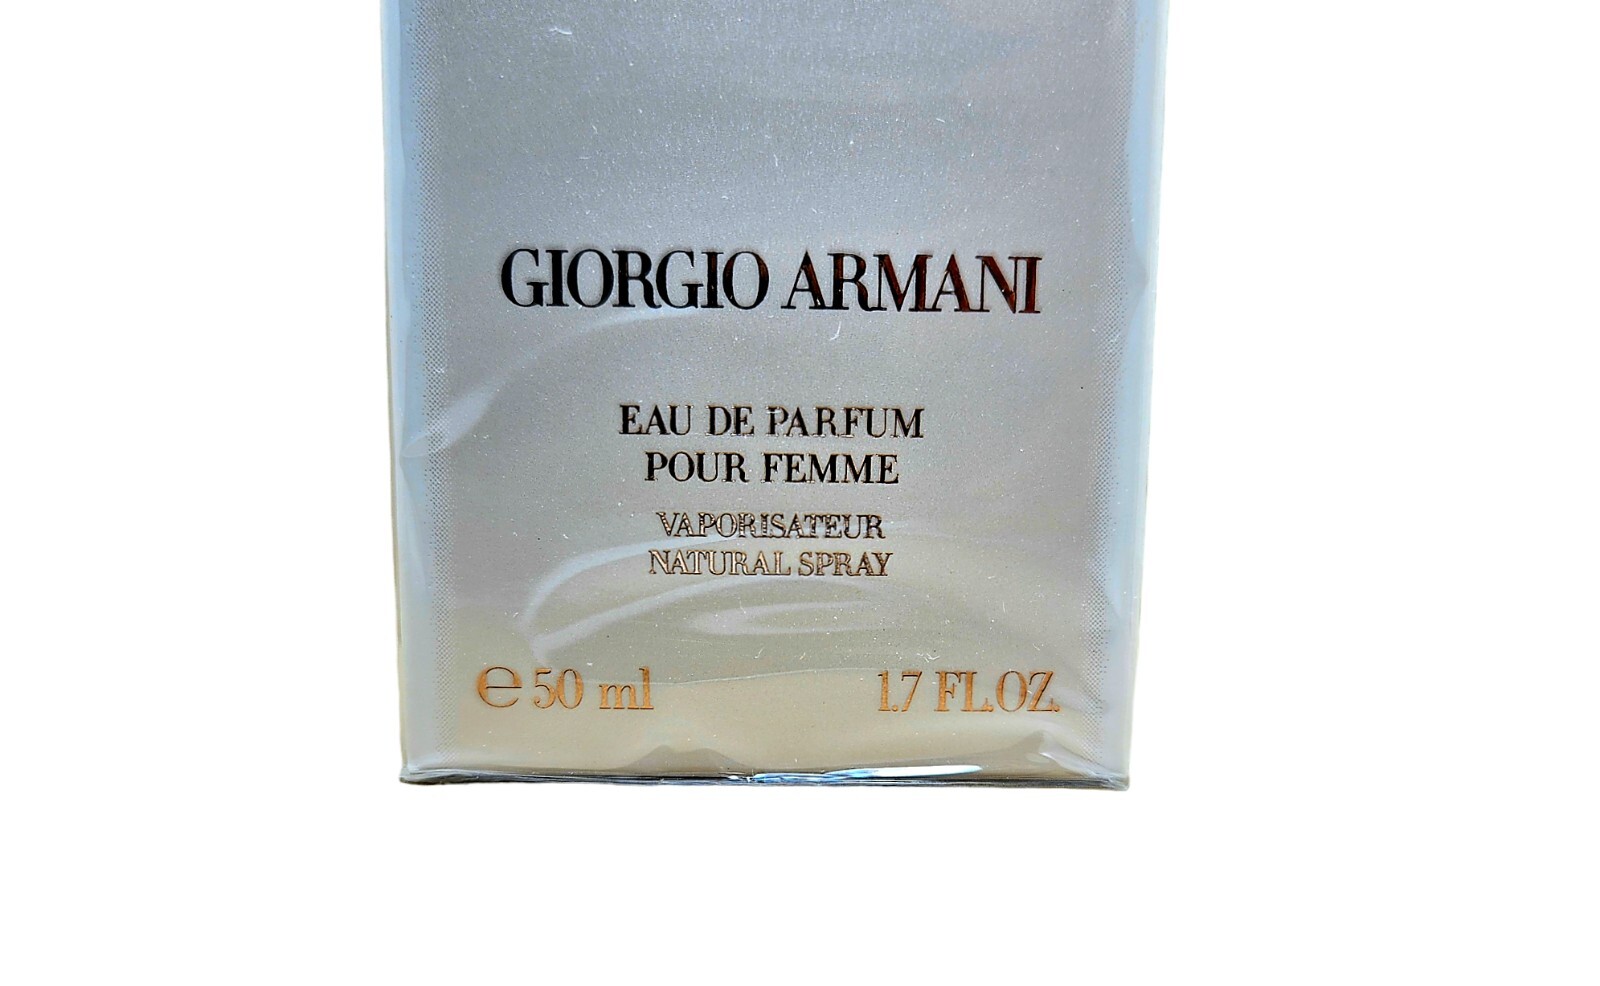 GIORGIO ARMANI
EAU DE PARFUM
POUR FEMME
VAPORISATEUR
NATURAL SPRAY
℮ 50 ml 1.7 FL.OZ.